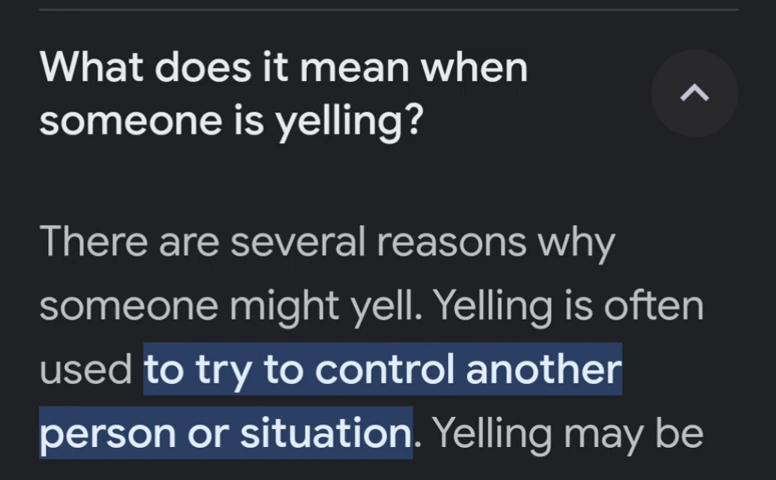 What does it mean when
someone is yelling?
There are several reasons why
someone might yell. Yelling is often
used to try to control another
person or situation. Yelling may be